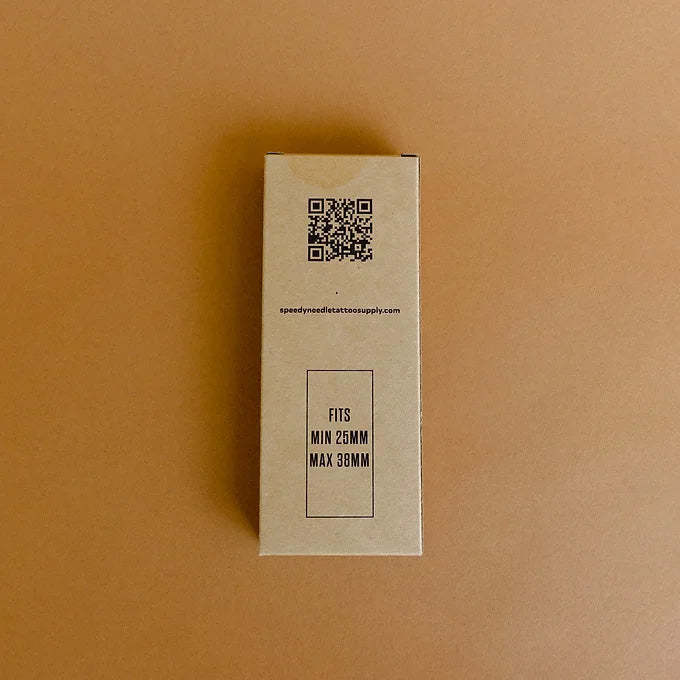 speedyneedletattoosupply.com
FITS
MIN 25MM
MAX 38MM